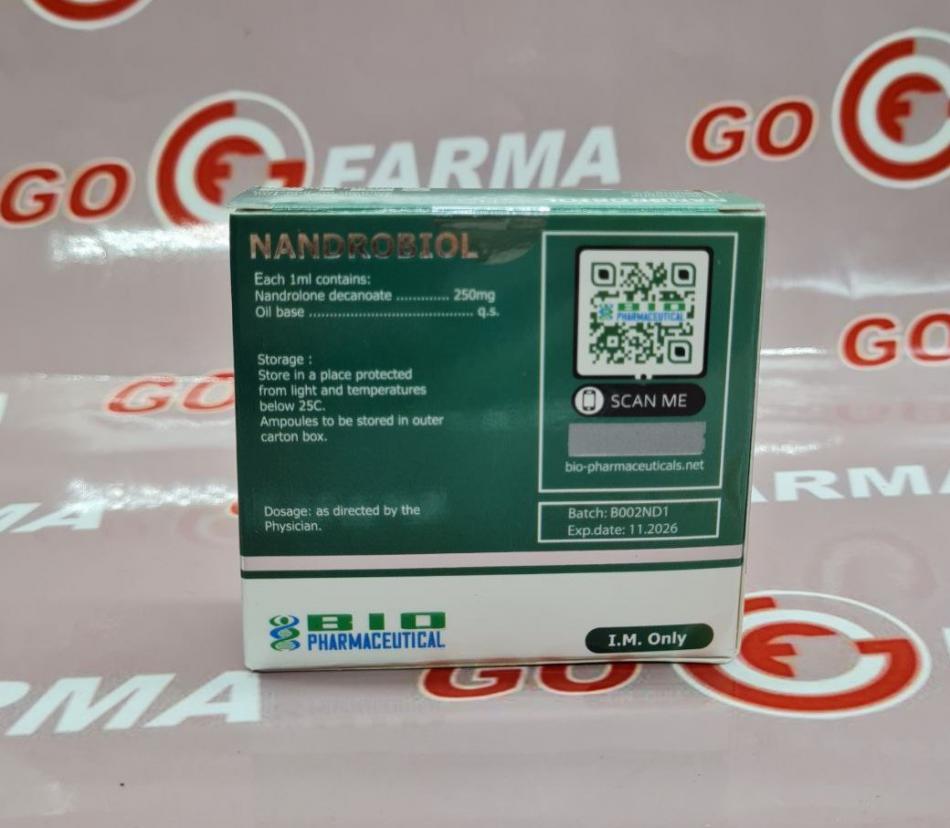 GO FARMA
GO
GO FARMA
GO
NANDROBIOL
Each 1ml contains:
Nandrolone decanoate ............. 250mg
Oil base ........................................ q.s.
Storage :
Store in a place protected
from light and temperatures
below 25C.
Ampoules to be stored in outer
carton box.
Dosage: as directed by the
Physician.
BIO
PHARMACEUTICAL
SCAN ME
bio-pharmaceuticals.net
Batch: B002ND1
Exp.date: 11.2026
BIO
PHARMACEUTICAL
I.M. Only
GO